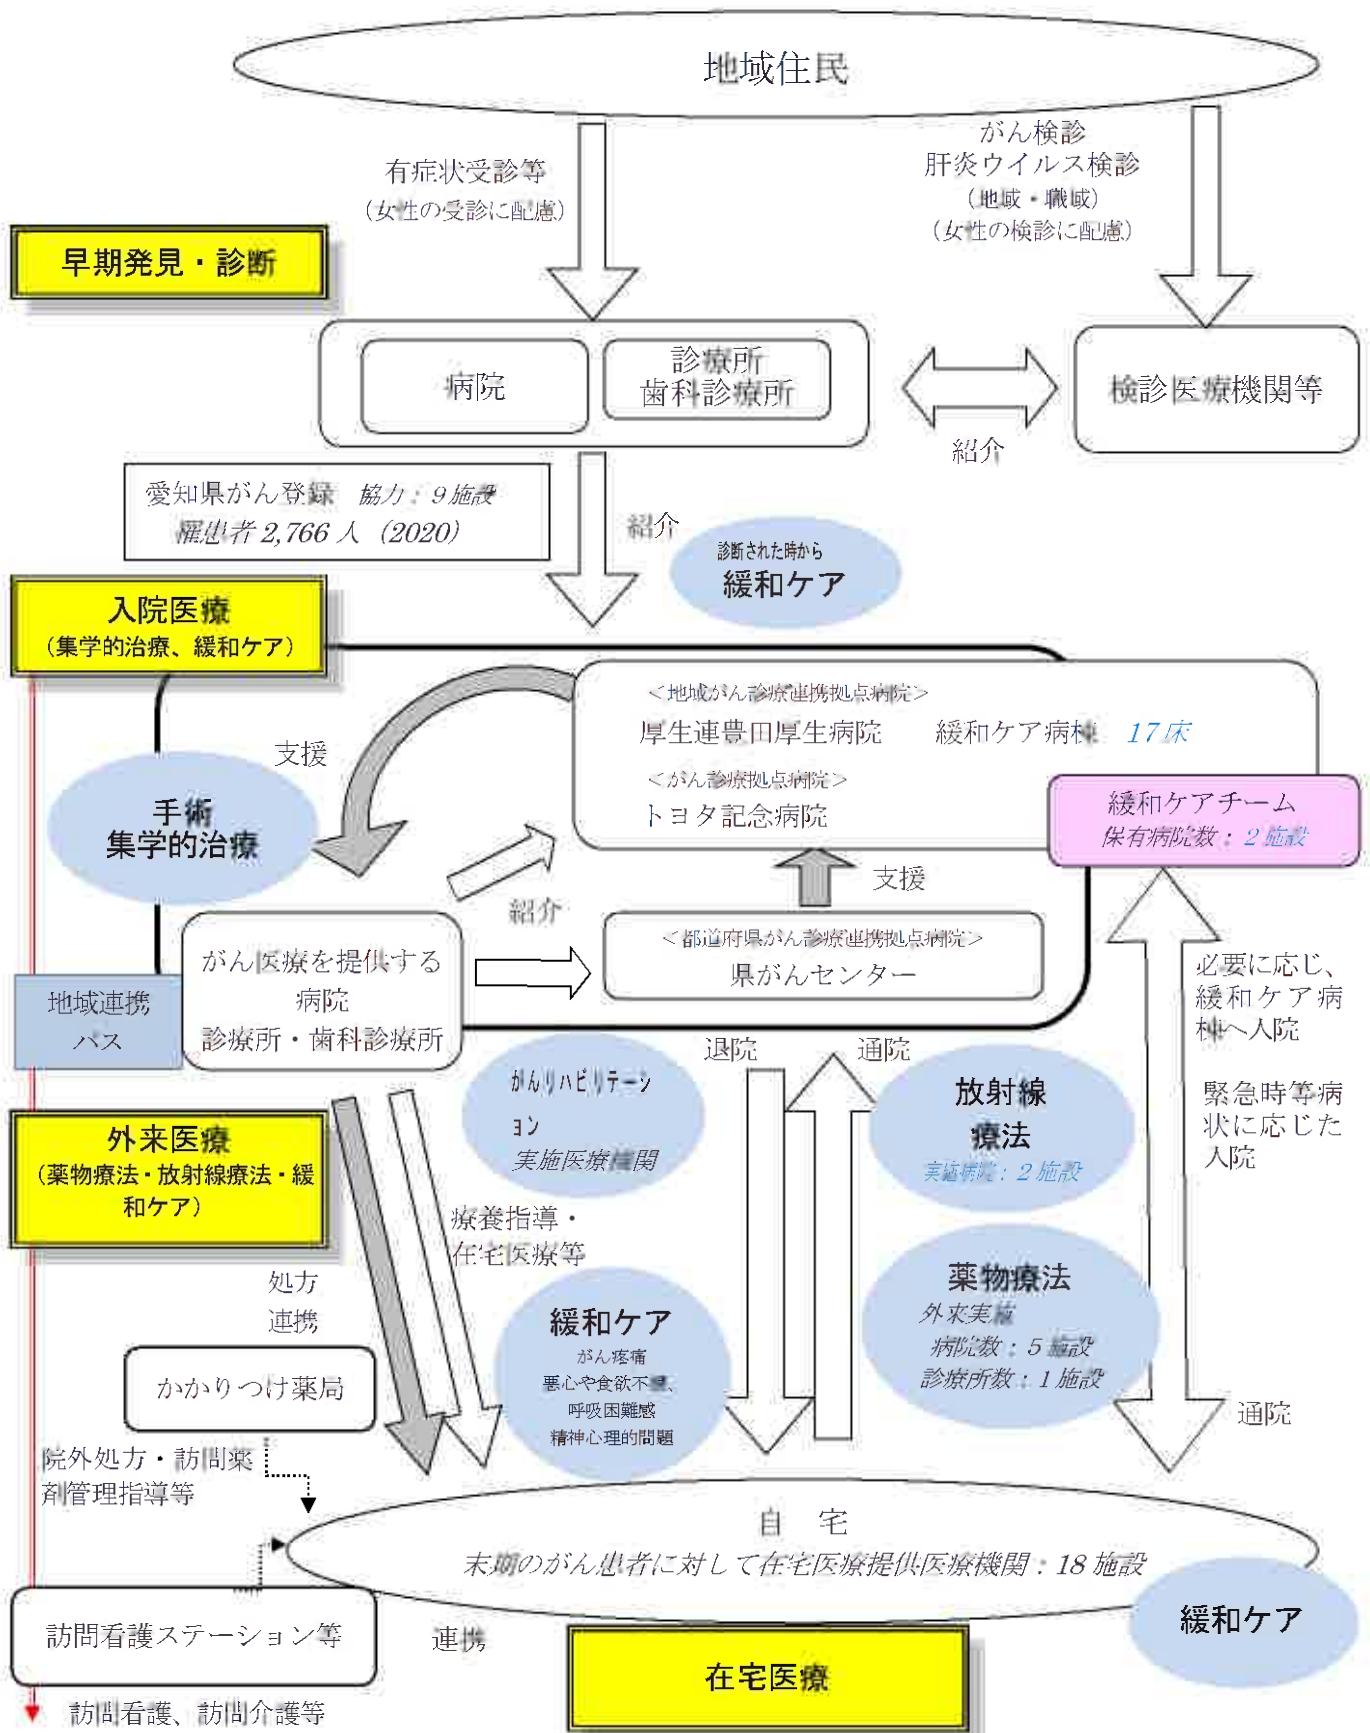 地域住民
有症状受診等
（女性の受診に配慮）
がん検診
肝炎ウイルス検診
（地域・職域）
（女性の検診に配慮）
早期発見・診断
病院
診療所
歯科診療所
検診医療機関等
紹介
愛知県がん登録　協力：9施設
罹患者 2,766 人（2020）
紹介
診断された時から
緩和ケア
入院医療
（集学的治療、緩和ケア）
＜地域がん診療連携拠点病院＞
厚生連豊田厚生病院　　緩和ケア病棟　17床
＜がん診療拠点病院＞
トヨタ記念病院
支援
手術
集学的治療
緩和ケアチーム
保有病院数：2施設
支援
紹介
＜都道府県がん診療連携拠点病院＞
県がんセンター
がん医療を提供する
病院
診療所・歯科診療所
地域連携
パス
必要に応じ、
緩和ケア病
棟へ入院
緊急時等病
状に応じた
入院
退院
通院
がんリハビリテーシ
ョン
実施医療機関
放射線
療法
実施病院：2施設
外来医療
（薬物療法・放射線療法・緩
和ケア）
療養指導・
在宅医療等
処方
連携
薬物療法
外来実施
病院数：5施設
診療所数：1施設
緩和ケア
がん疼痛
悪心や食欲不振、
呼吸困難感
精神心理的問題
かかりつけ薬局
通院
院外処方・訪問薬
剤管理指導等
自　宅
末期のがん患者に対して在宅医療提供医療機関：18施設
緩和ケア
訪問看護ステーション等
連携
在宅医療
訪問看護、訪問介護等